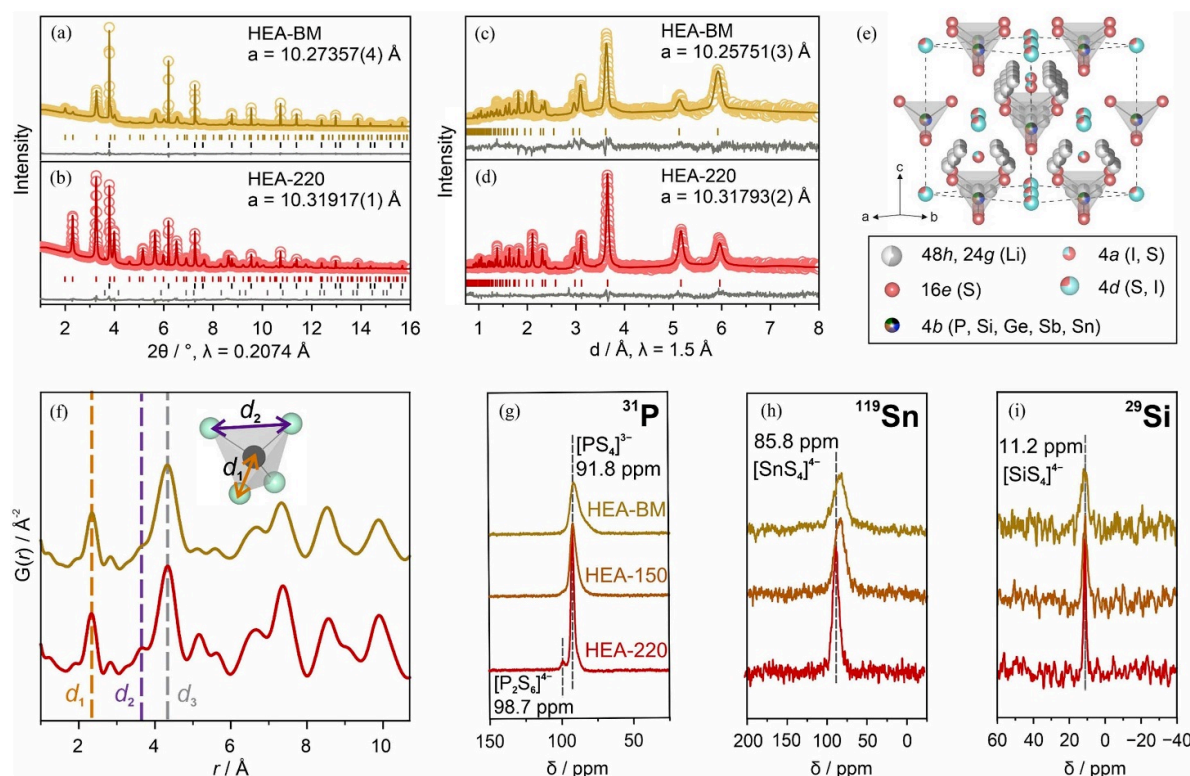 (a)
HEA-BM
a = 10.27357(4) Å
(b)
HEA-220
a = 10.31917(1) Å
Intensity
Intensity
2 4 6 8 10 12 14 16
2θ / °, λ = 0.2074 Å
(c)
HEA-BM
a = 10.25751(3) Å
(d)
HEA-220
a = 10.31793(2) Å
Intensity
Intensity
1 2 3 4 5 6 7 8
d / Å, λ = 1.5 Å
(e)
c
a
b
48h, 24g (Li)
4a (I, S)
16e (S)
4d (S, I)
4b (P, Si, Ge, Sb, Sn)
(f)
d₂
d₁
G(r) / Å⁻²
d₁
d₂
d₃
2 4 6 8 10
r / Å
(g)
³¹P
[PS₄]³⁻
91.8 ppm
HEA-BM
HEA-150
HEA-220
[P₂S₆]⁴⁻
98.7 ppm
150 100 50
δ / ppm
(h)
¹¹⁹Sn
85.8 ppm
[SnS₄]⁴⁻
200 150 100 50 0
δ / ppm
(i)
²⁹Si
11.2 ppm
[SiS₄]⁴⁻
60 40 20 0 −20 −40
δ / ppm